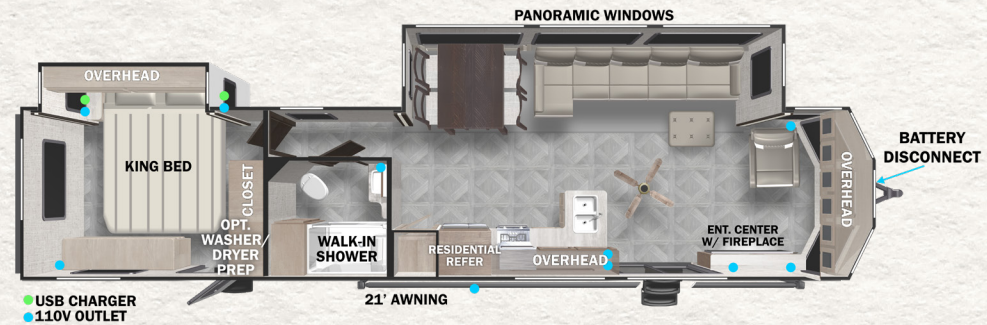 PANORAMIC WINDOWS
OVERHEAD
KING BED
CLOSET
OPT.
WASHER/
DRYER
PREP
WALK-IN
SHOWER
RESIDENTIAL
REFER
OVERHEAD
ENT. CENTER
W/ FIREPLACE
OVERHEAD
BATTERY
DISCONNECT
21' AWNING
USB CHARGER
110V OUTLET